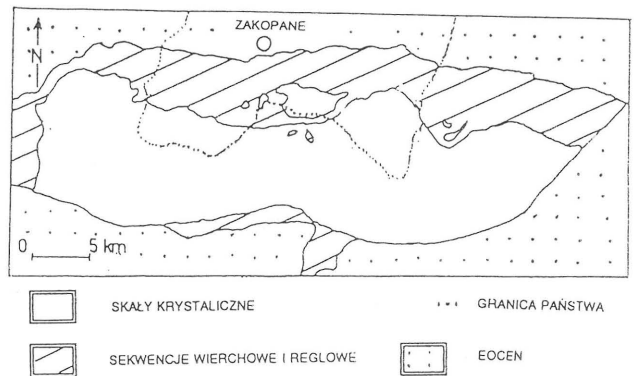 ZAKOPANE
N
0 5 km
SKAŁY KRYSTALICZNE
GRANICA PAŃSTWA
SEKWENCJE WIERCHOWE I REGLOWE
EOCEN